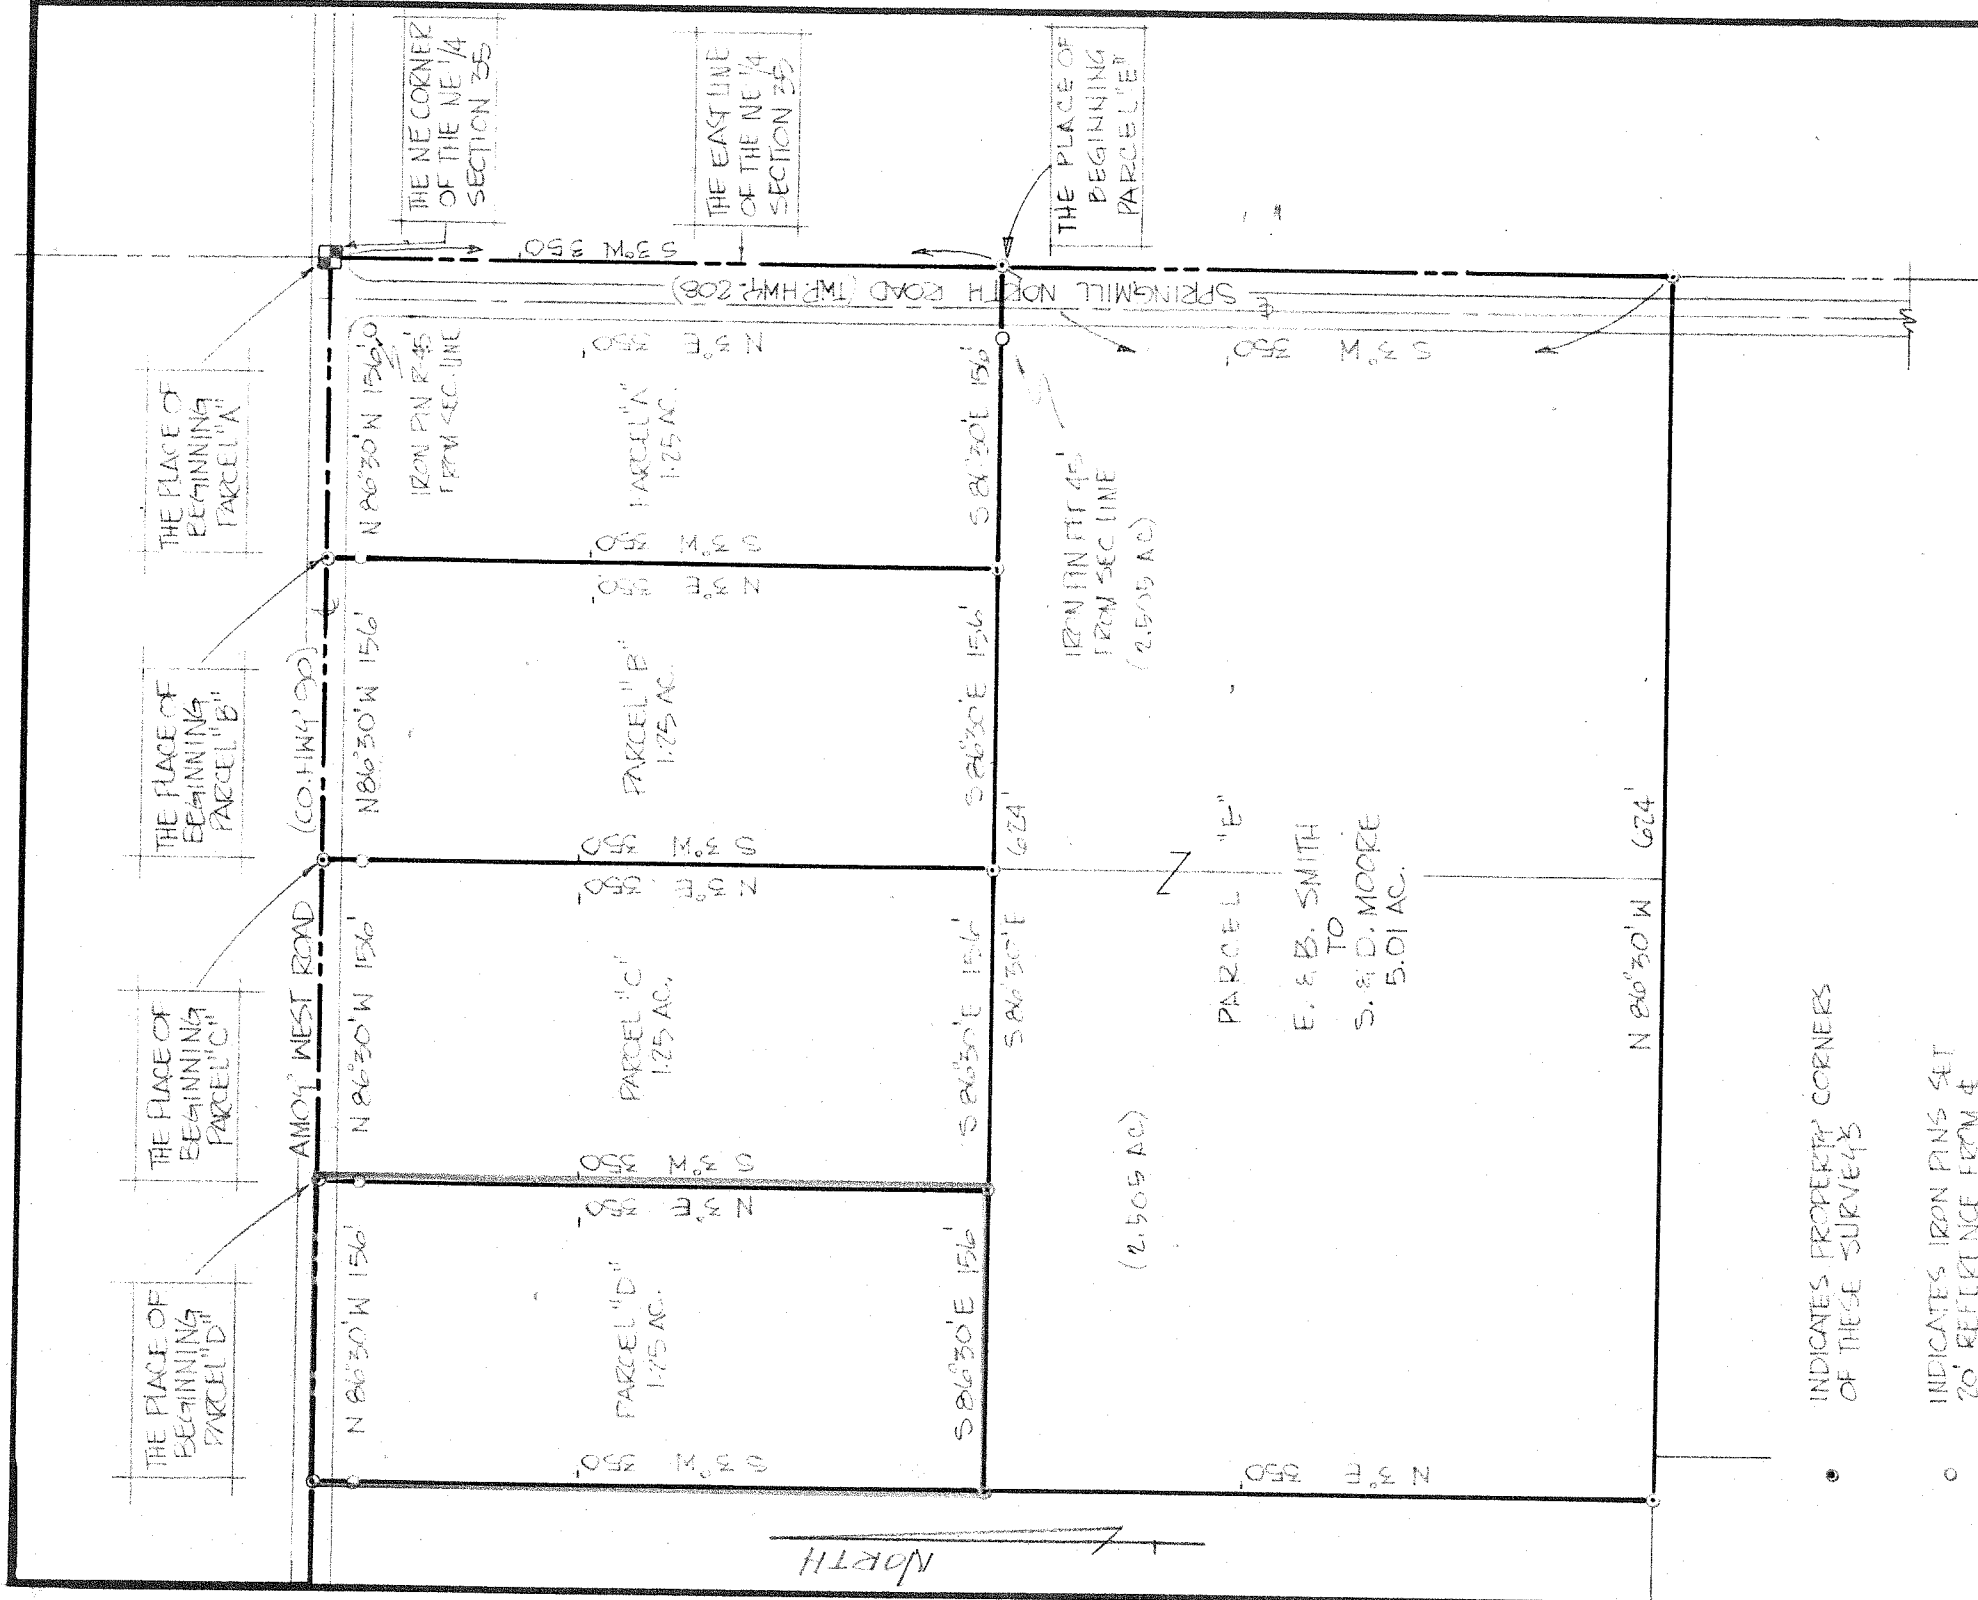 THE NE CORNER
OF THE NE 1/4
SECTION 35
THE EAST LINE
OF THE NE 1/4
SECTION 35
THE PLACE OF
BEGINNING
PARCEL "E"
S 3° W 350'
SPRINGMILL NORTH ROAD (TWP. HWY. 208)
THE PLACE OF
BEGINNING
PARCEL "A"
N 86°30' W 156.0
IRON PIN R-45'
FROM SEC. LINE
N 3° E 350'
PARCEL "A"
1.25 AC.
S 3° W 350'
S 86°30' E 156'
S 3° W 350'
IRON PIN 45'
FROM SEC LINE
(2.505 AC)
THE PLACE OF
BEGINNING
PARCEL "B"
(CO. HWY 90)
N 86°30' W 156'
N 3° E 350'
PARCEL "B"
1.25 AC.
S 3° W 350'
S 86°30' E 156'
THE PLACE OF
BEGINNING
PARCEL "C"
AMOY WEST ROAD
N 86°30' W 156'
N 3° E 350'
PARCEL "C"
1.25 AC.
S 3° W 350'
S 86°30' E 156'
S 86°30' E 624'
PARCEL "E"
E. & B. SMITH
TO
S. & D. MOORE
5.01 AC.
N 86°30' W 624'
THE PLACE OF
BEGINNING
PARCEL "D"
N 86°30' W 156'
N 3° E 350'
PARCEL "D"
1.25 AC.
S 3° W 350'
S 86°30' E 156'
(2.505 AC)
N 3° E 350'
NORTH
INDICATES PROPERTY CORNERS
OF THESE SURVEYS
INDICATES IRON PINS SET
20' REFERENCE FROM ℄